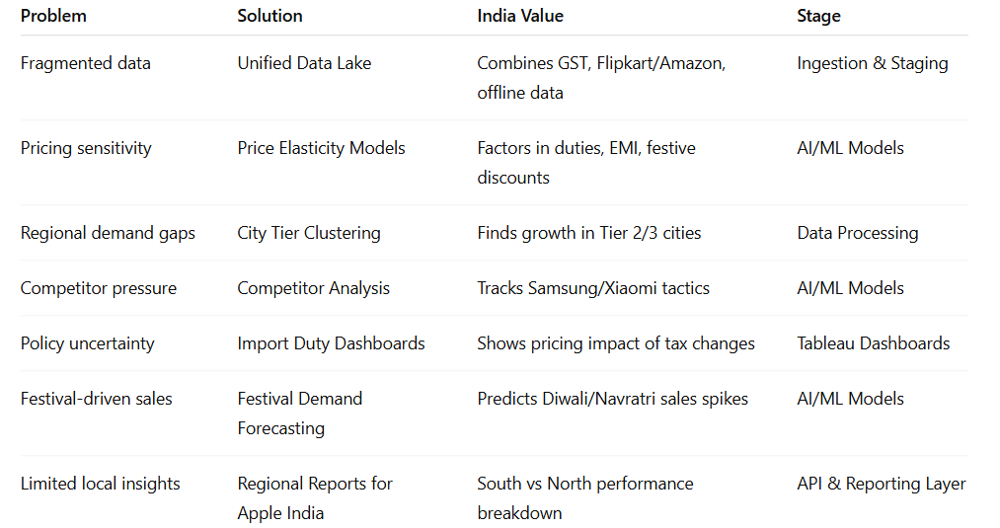 Problem Solution India Value Stage
Fragmented data Unified Data Lake Combines GST, Flipkart/Amazon, Ingestion & Staging
offline data
Pricing sensitivity Price Elasticity Models Factors in duties, EMI, festive AI/ML Models
discounts
Regional demand gaps City Tier Clustering Finds growth in Tier 2/3 cities Data Processing
Competitor pressure Competitor Analysis Tracks Samsung/Xiaomi tactics AI/ML Models
Policy uncertainty Import Duty Dashboards Shows pricing impact of tax changes Tableau Dashboards
Festival-driven sales Festival Demand Predicts Diwali/Navratri sales spikes AI/ML Models
Forecasting
Limited local insights Regional Reports for South vs North performance API & Reporting Layer
Apple India breakdown